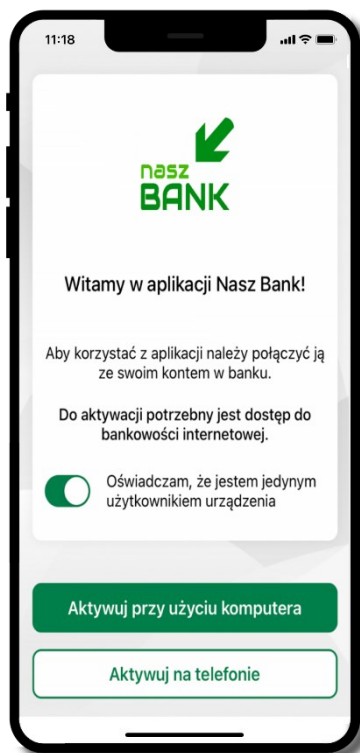 11:18
nasz
BANK
Witamy w aplikacji Nasz Bank!
Aby korzystać z aplikacji należy połączyć ją
ze swoim kontem w banku.
Do aktywacji potrzebny jest dostęp do
bankowości internetowej.
Oświadczam, że jestem jedynym
użytkownikiem urządzenia
Aktywuj przy użyciu komputera
Aktywuj na telefonie